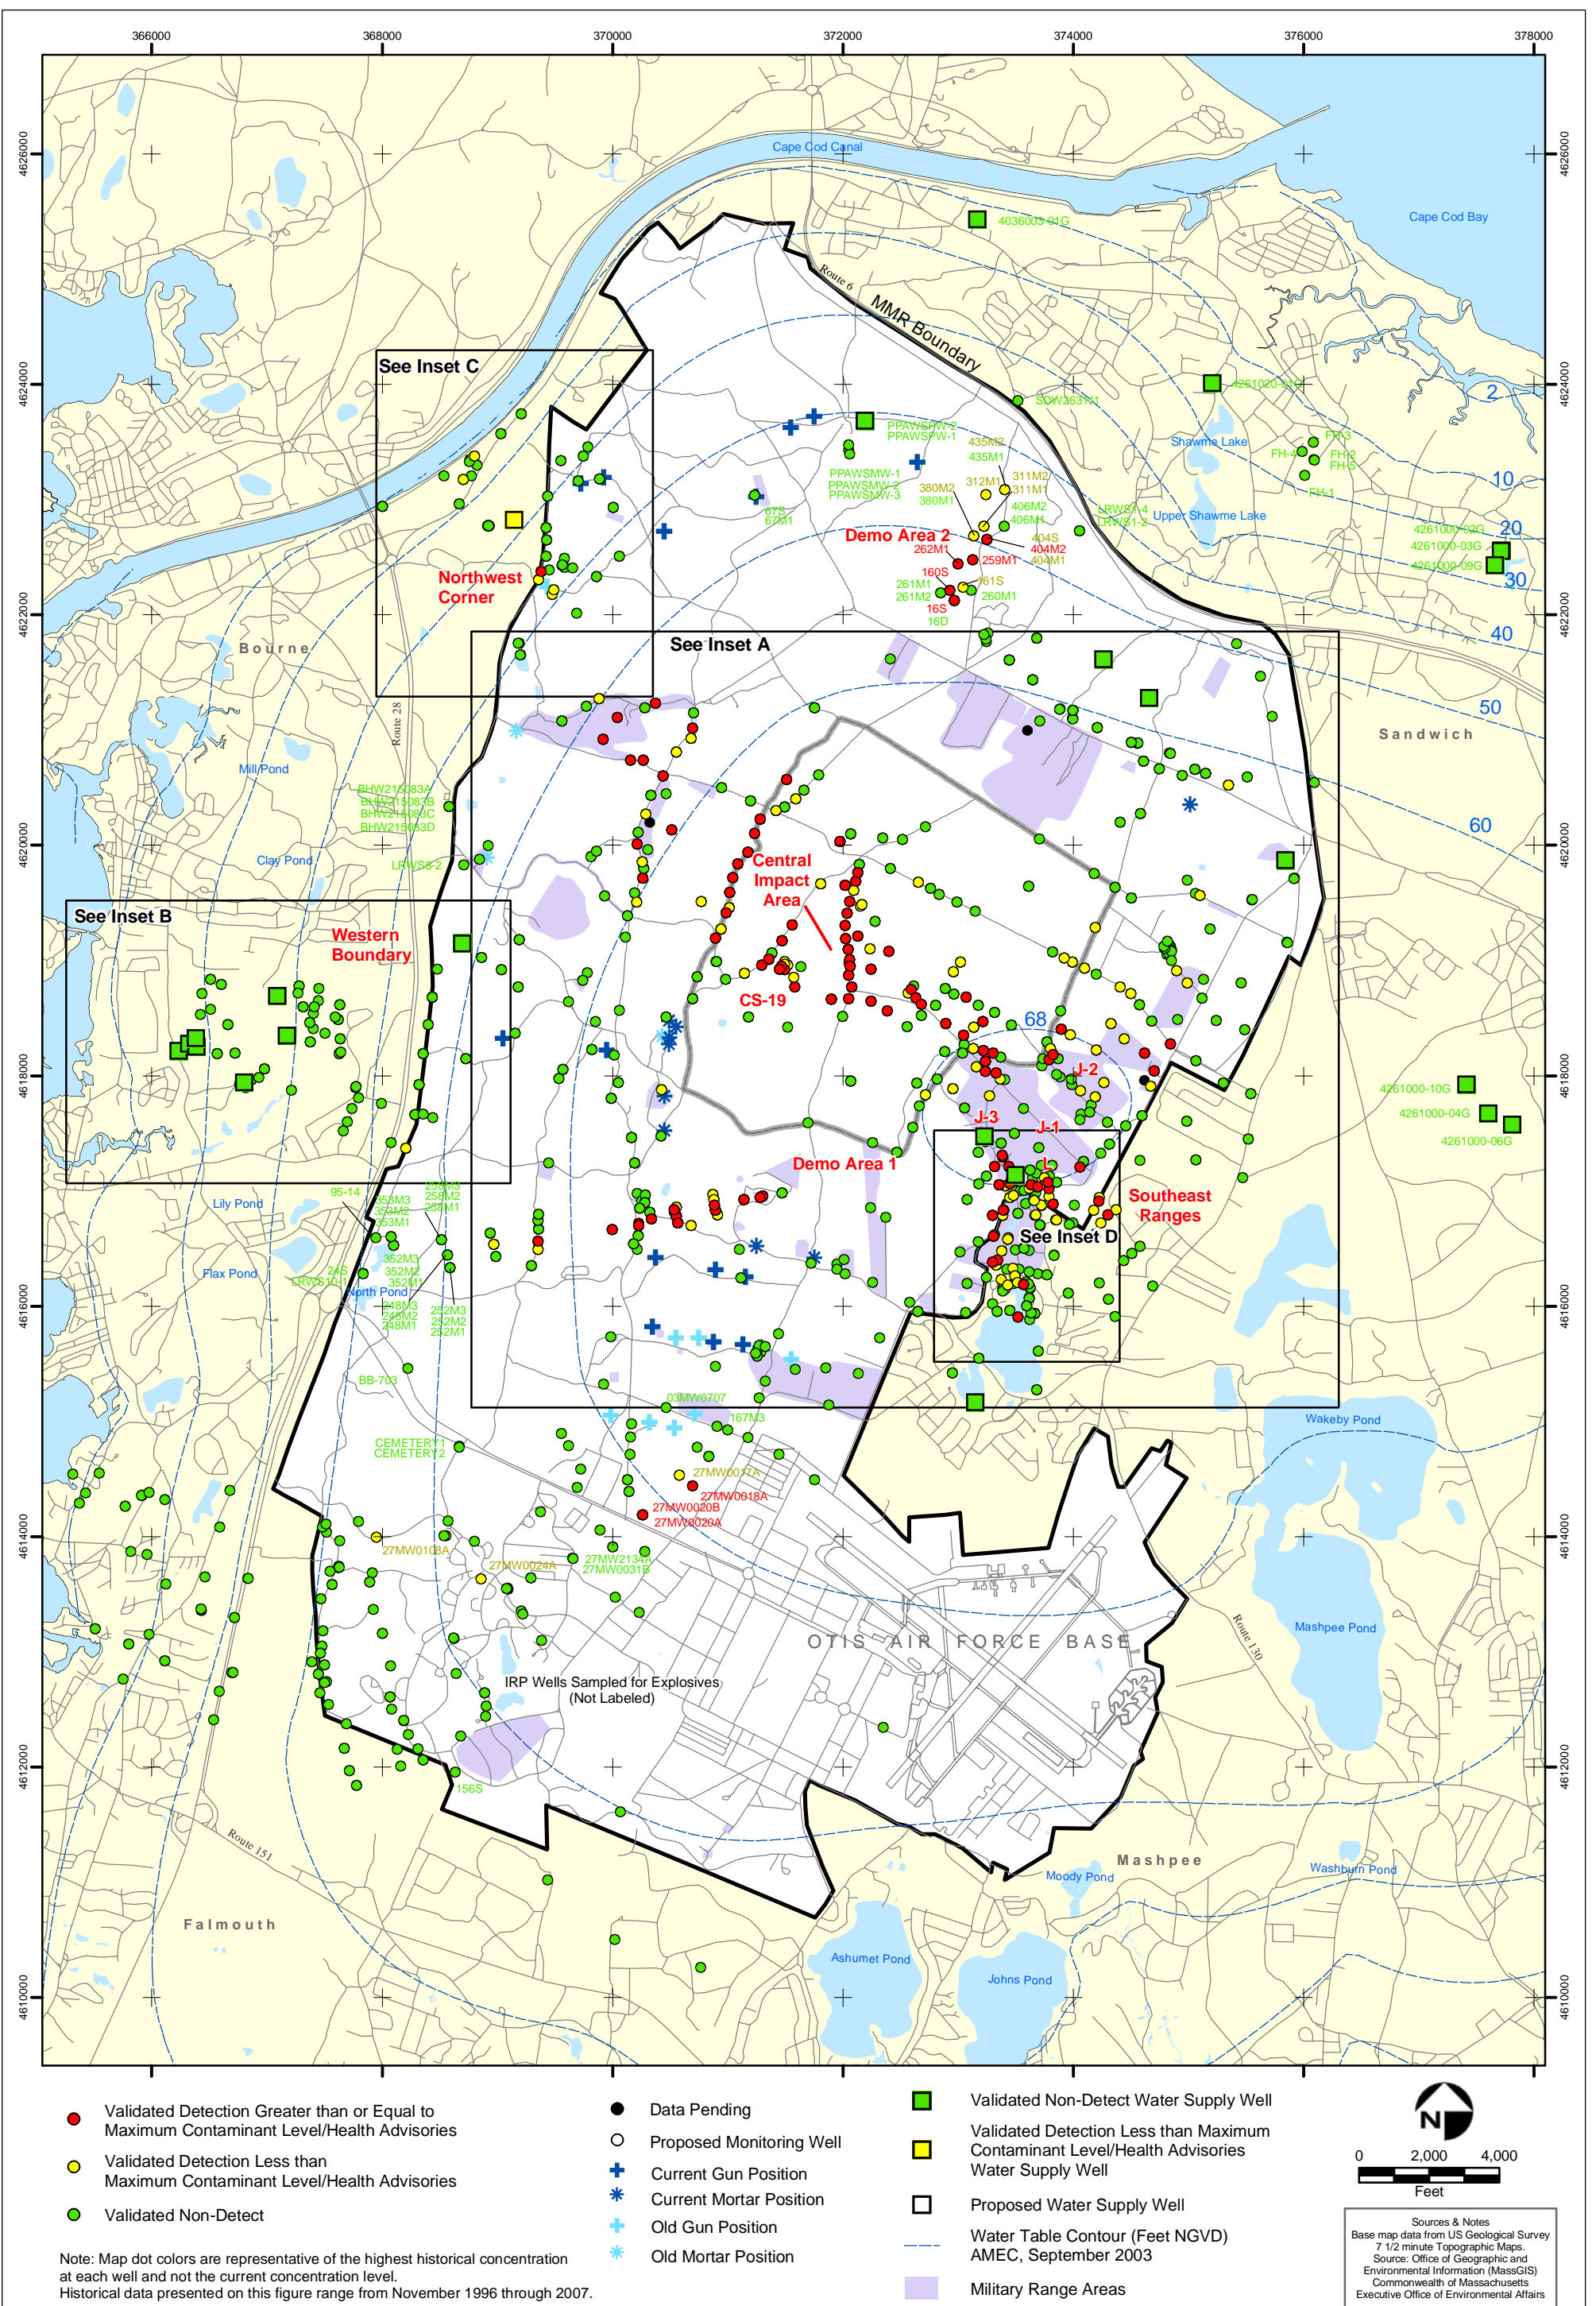 366000
368000
370000
372000
374000
376000
378000
4626000
4626000
Cape Cod Canal
Cape Cod Bay
4036003-01G
Route 6
MMR Boundary
See Inset C
4624000
4624000
4261020-01G
2
SDW263111
Shawme Lake
PPAWSPW-2
PPAWSPW-1
435M2
435M1
FH-3
FH-4
FH-2
FH-5
FH-1
10
PPAWSMW-1
PPAWSMW-2
PPAWSMW-3
380M2
380M1
312M1
311M2
311M1
406M2
406M1
67S
67M1
LRWS1-4
LRWS1-2
Upper Shawme Lake
20
4261000-02G
4261000-03G
4261000-09G
30
Demo Area 2
262M1
259M1
404S
404M2
404M1
160S
161S
261M1
261M2
260M1
16S
16D
Northwest
Corner
4622000
4622000
40
See Inset A
Bourne
50
Sandwich
Route 28
Mill Pond
BHW215083A
BHW215083B
BHW215083C
BHW215083D
60
4620000
4620000
Clay Pond
LRWS6-2
Central
Impact
Area
See Inset B
Western
Boundary
CS-19
68
4618000
4618000
J-2
4261000-10G
4261000-04G
4261000-06G
J-3
J-1
Demo Area 1
L
Southeast
Ranges
See Inset D
Lily Pond
95-14
353M3
353M2
353M1
258M3
258M2
258M1
Flax Pond
24S
LRWS10-1
352M3
352M2
352M1
North Pond
248M3
248M2
248M1
252M3
252M2
252M1
4616000
4616000
BB-703
03MW0707
167M3
Wakeby Pond
CEMETERY1
CEMETERY2
27MW0017A
27MW0018A
27MW0020B
27MW0020A
4614000
4614000
27MW0108A
27MW0024A
27MW2134A
27MW0031B
OTIS AIR FORCE BASE
Mashpee Pond
Route 130
IRP Wells Sampled for Explosives
(Not Labeled)
4612000
4612000
156S
Route 151
Mashpee
Moody Pond
Washburn Pond
Falmouth
Ashumet Pond
Johns Pond
4610000
4610000
Validated Detection Greater than or Equal to
Maximum Contaminant Level/Health Advisories
Validated Detection Less than
Maximum Contaminant Level/Health Advisories
Validated Non-Detect
Note: Map dot colors are representative of the highest historical concentration
at each well and not the current concentration level.
Historical data presented on this figure range from November 1996 through 2007.
Data Pending
Proposed Monitoring Well
Current Gun Position
Current Mortar Position
Old Gun Position
Old Mortar Position
Validated Non-Detect Water Supply Well
Validated Detection Less than Maximum
Contaminant Level/Health Advisories
Water Supply Well
Proposed Water Supply Well
Water Table Contour (Feet NGVD)
AMEC, September 2003
Military Range Areas
N
0 2,000 4,000
Feet
Sources & Notes
Base map data from US Geological Survey
7 1/2 minute Topographic Maps.
Source: Office of Geographic and
Environmental Information (MassGIS)
Commonwealth of Massachusetts
Executive Office of Environmental Affairs